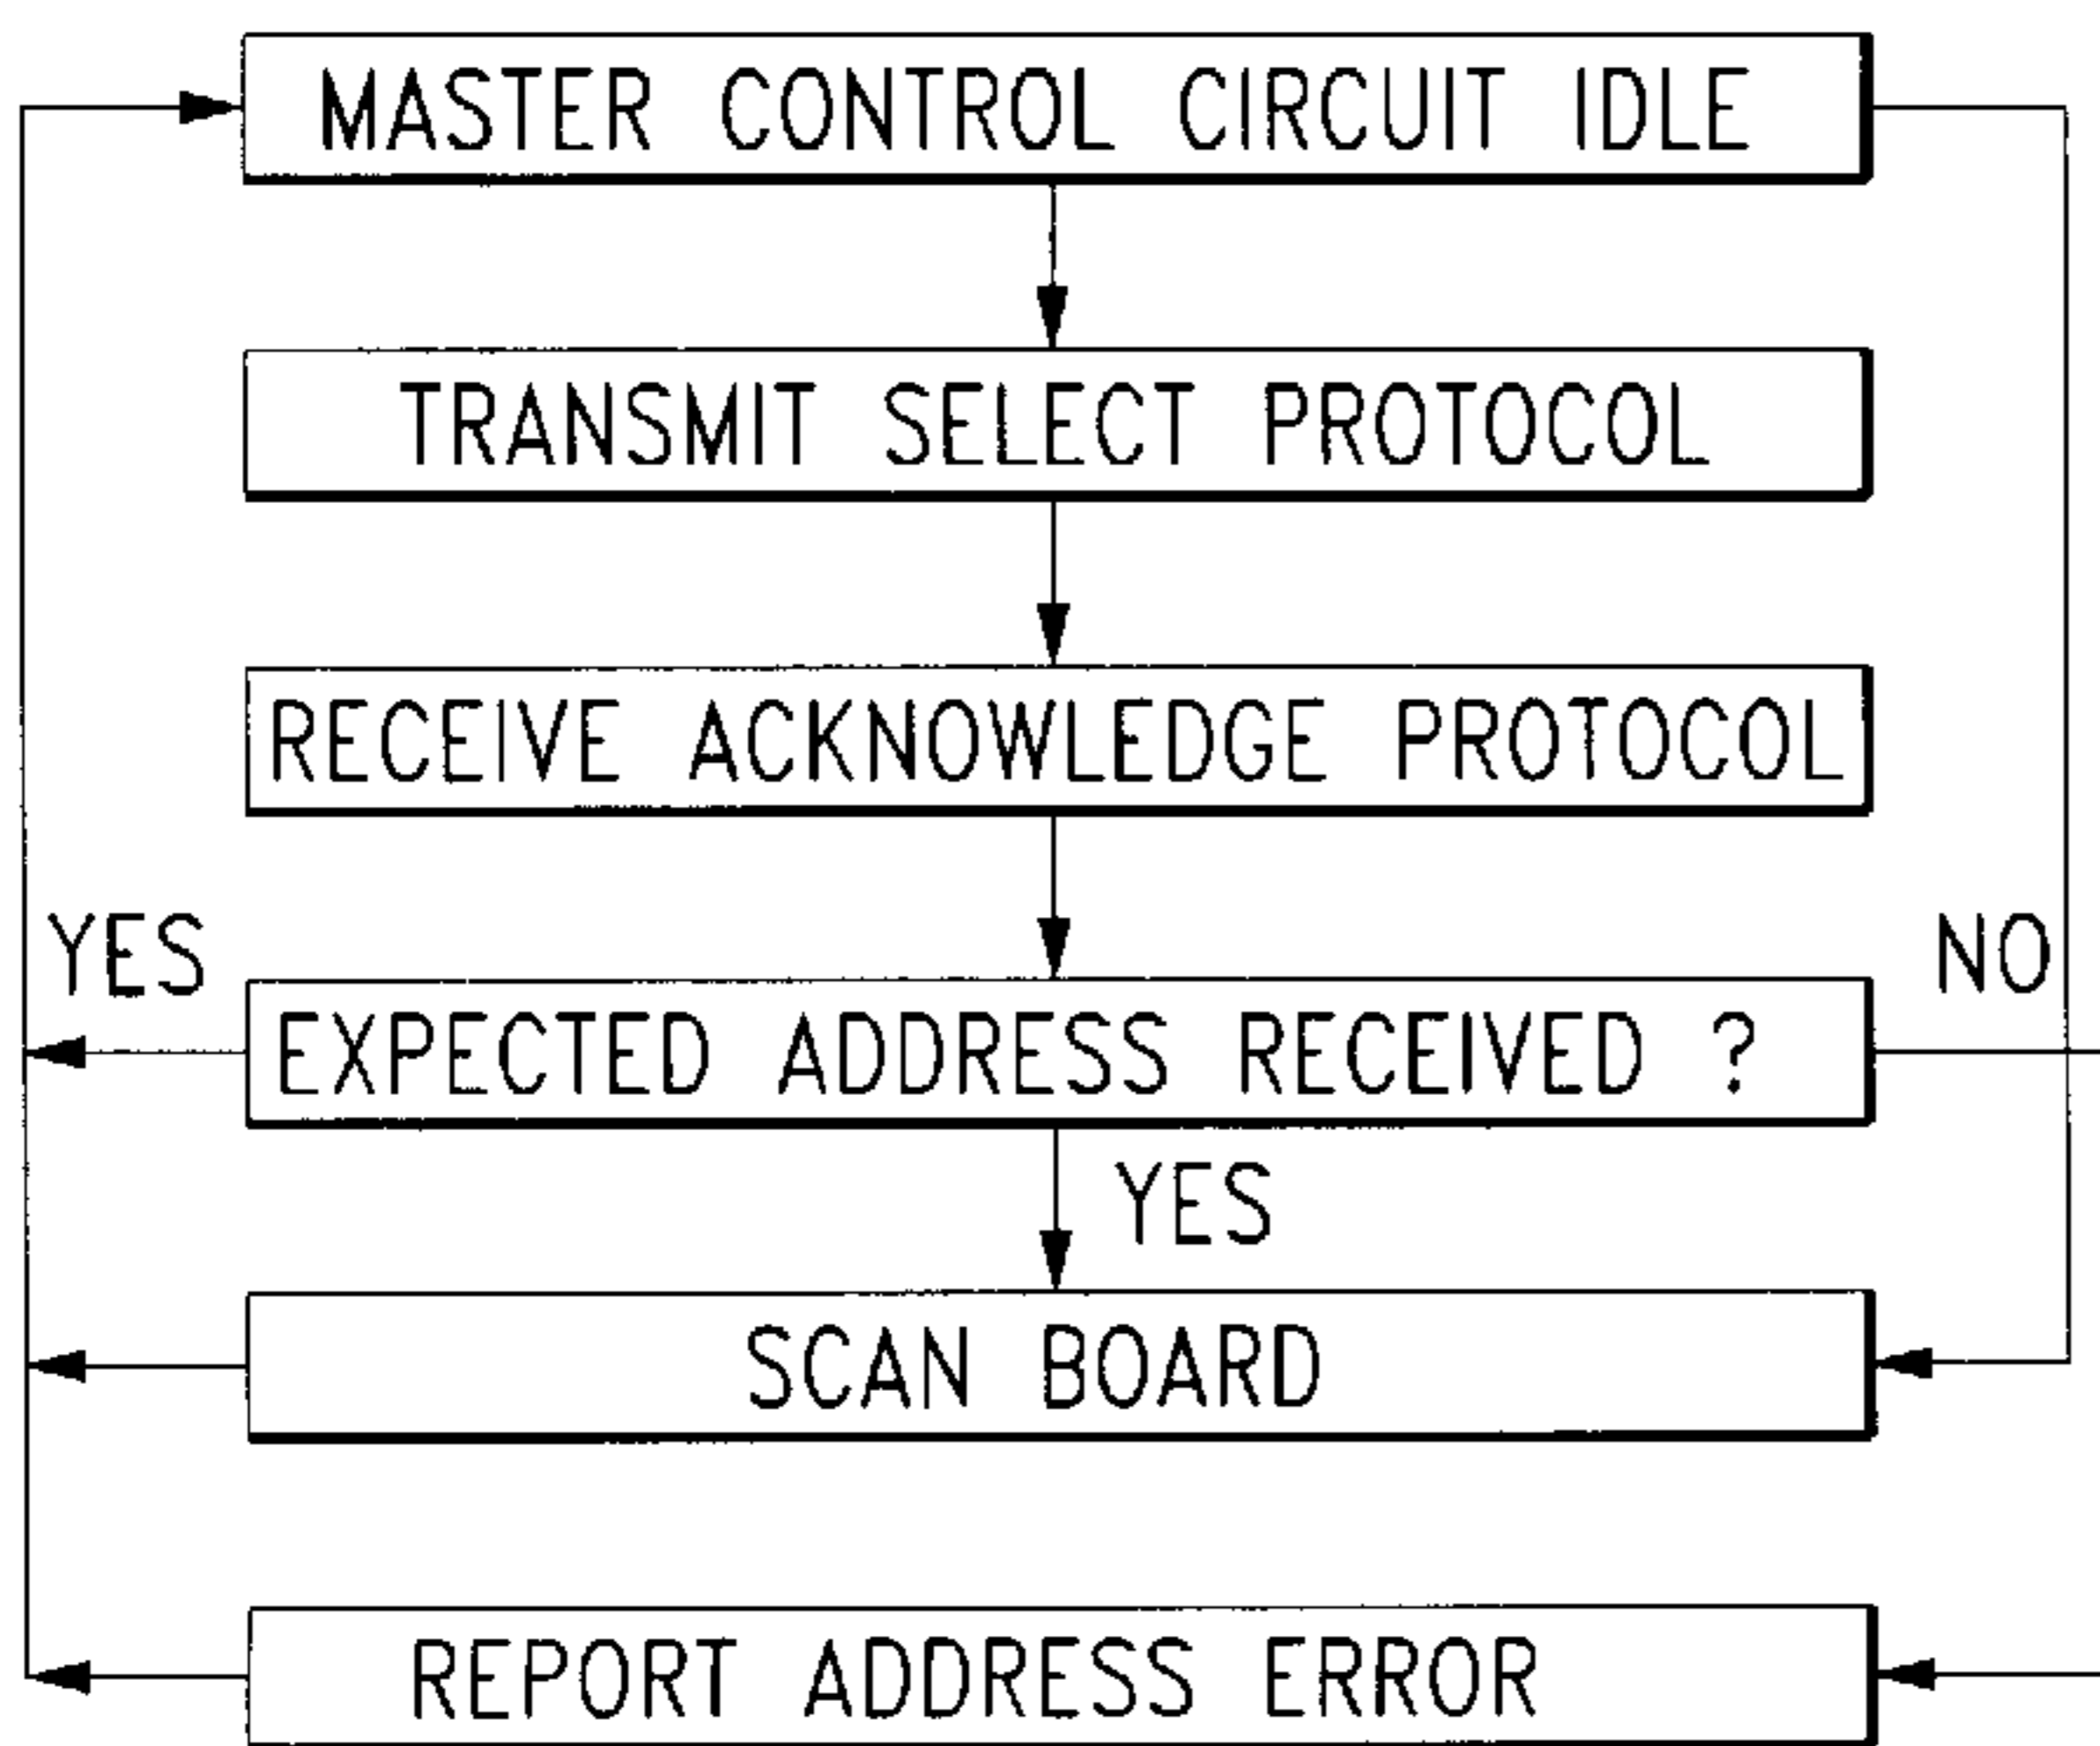 MASTER CONTROL CIRCUIT IDLE
TRANSMIT SELECT PROTOCOL
RECEIVE ACKNOWLEDGE PROTOCOL
YES
NO
EXPECTED ADDRESS RECEIVED ?
YES
SCAN BOARD
REPORT ADDRESS ERROR